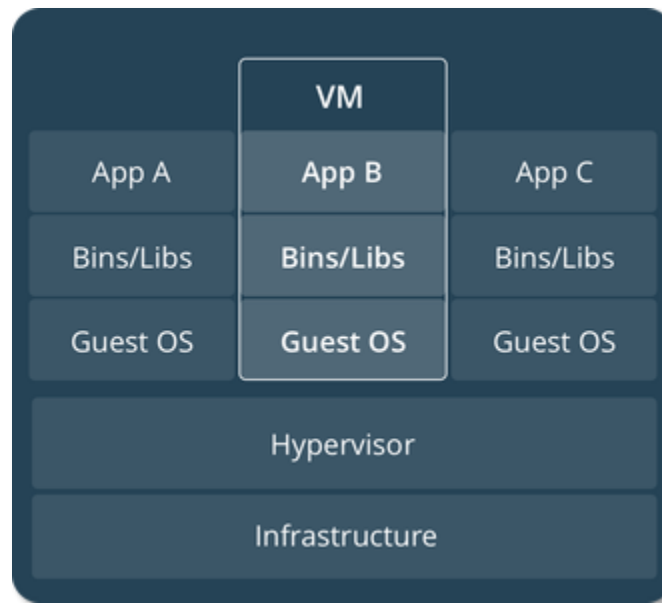 VM
App A App B App C
Bins/Libs Bins/Libs Bins/Libs
Guest OS Guest OS Guest OS
Hypervisor
Infrastructure